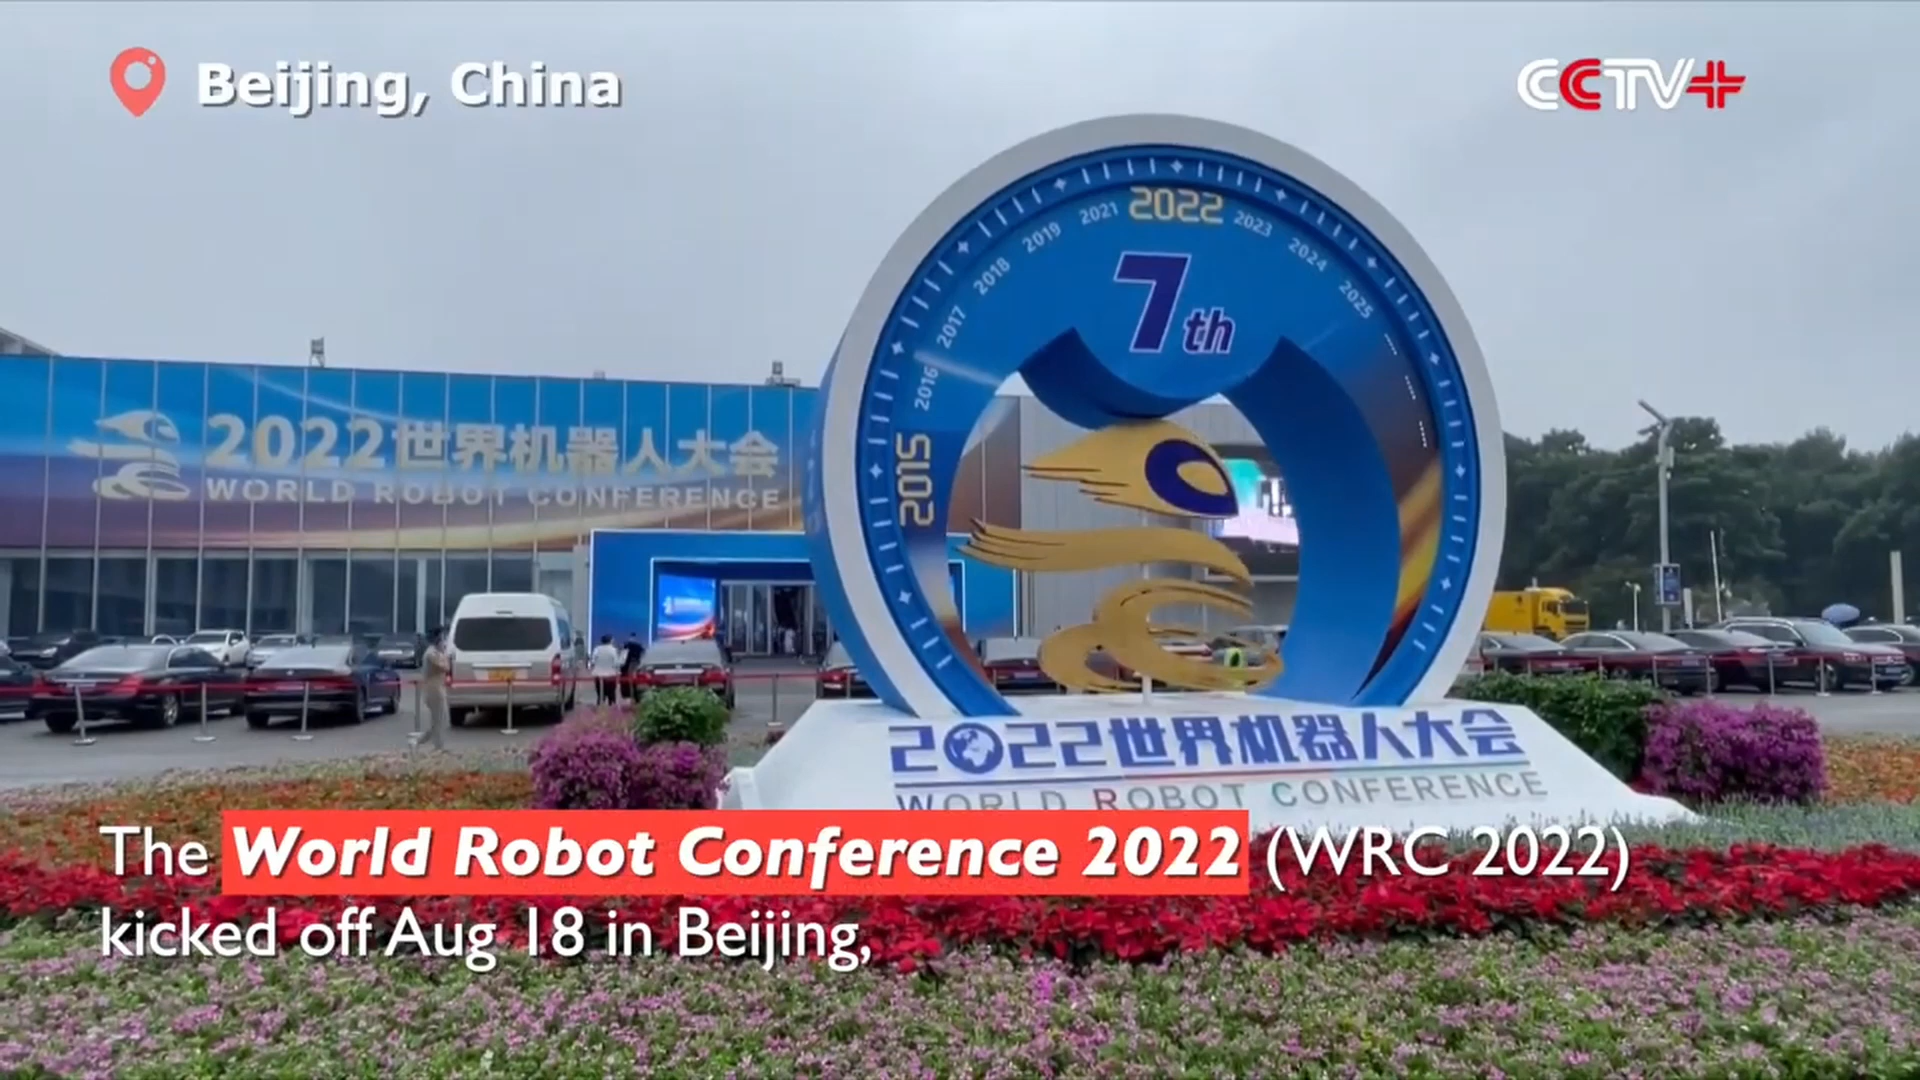 Beijing, China
CCTV+
2015 2016 2017 2018 2019 2021 2022 2023 2024 2025
7th
2022世界机器人大会
WORLD ROBOT CONFERENCE
2022世界机器人大会
WORLD ROBOT CONFERENCE
The World Robot Conference 2022 (WRC 2022)
kicked off Aug 18 in Beijing,